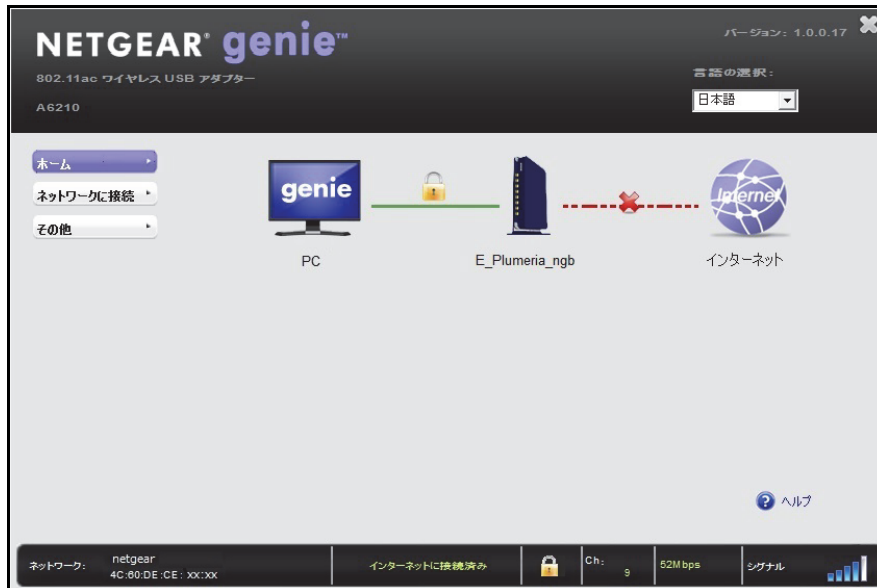 NETGEAR® genie™
バージョン: 1.0.0.17
802.11ac ワイヤレス USB アダプター
言語の選択:
A6210
日本語
ホーム
ネットワークに接続
その他
genie
Internet
PC
E_Plumeria_ngb
インターネット
ヘルプ
ネットワーク: netgear
4C:60:DE:CE: XX:XX
インターネットに接続済み
Ch: 9
52Mbps
シグナル